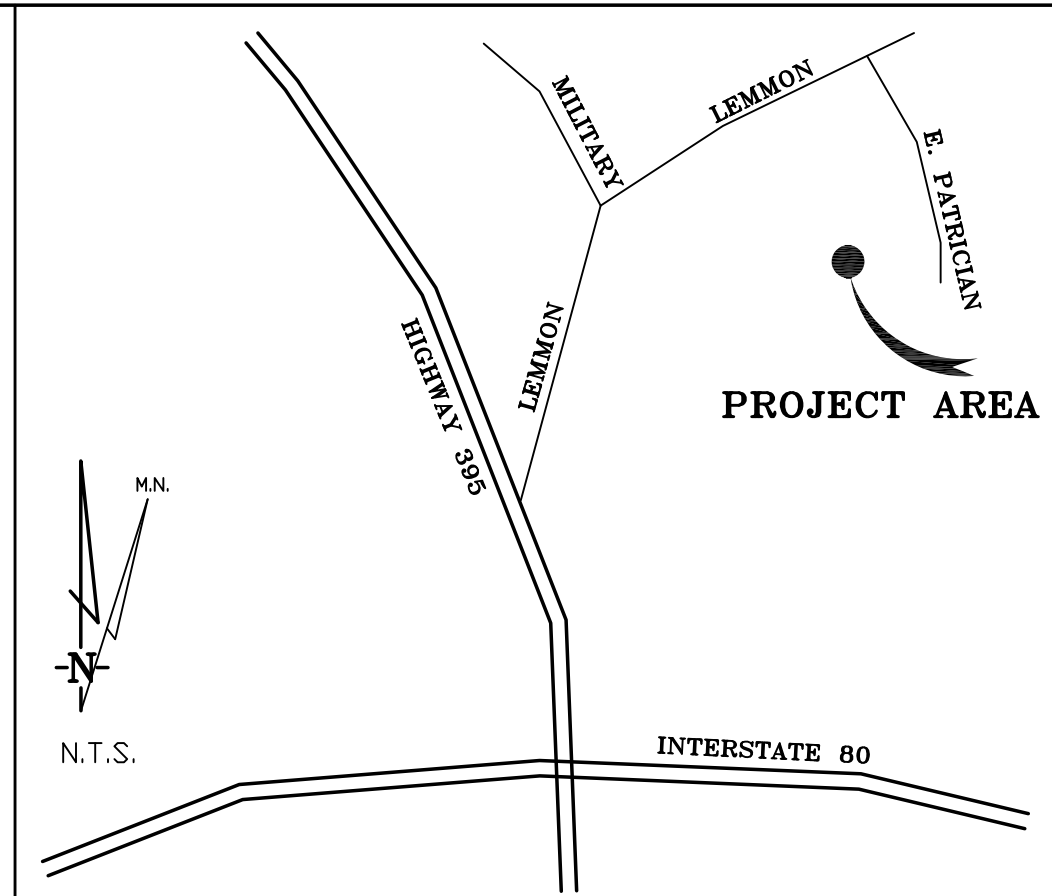 MILITARY
LEMMON
E. PATRICIAN
LEMMON
HIGHWAY 395
PROJECT AREA
M.N.
N
N.T.S.
INTERSTATE 80